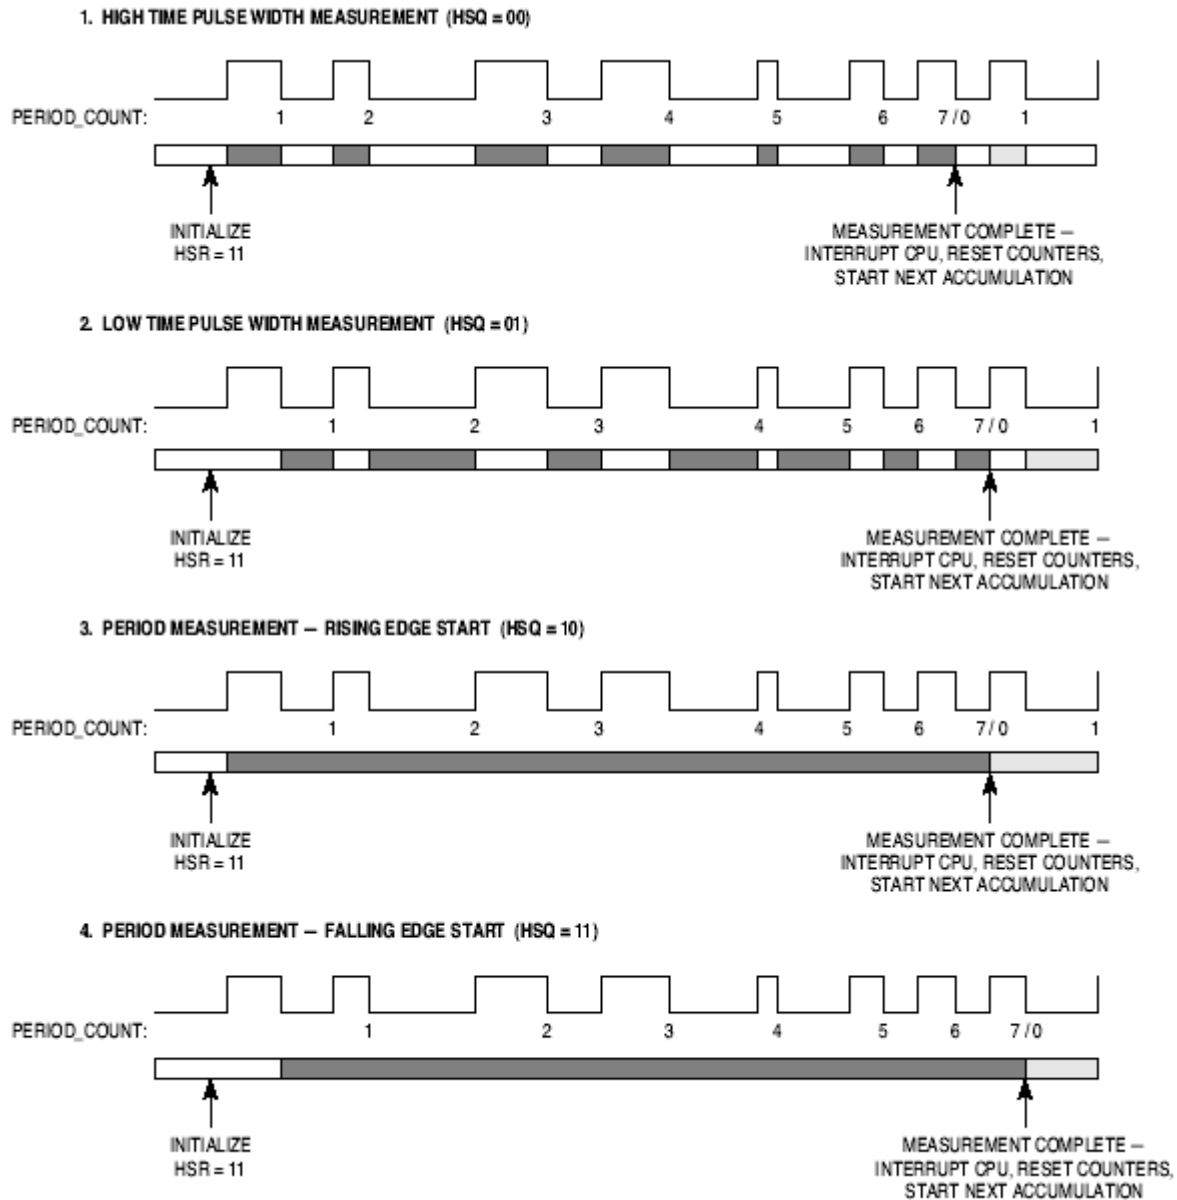 1. HIGH TIME PULSE WIDTH MEASUREMENT (HSQ = 00)
PERIOD_COUNT: 1 2 3 4 5 6 7 / 0 1
INITIALIZE
HSR = 11
MEASUREMENT COMPLETE —
INTERRUPT CPU, RESET COUNTERS,
START NEXT ACCUMULATION
2. LOW TIME PULSE WIDTH MEASUREMENT (HSQ = 01)
PERIOD_COUNT: 1 2 3 4 5 6 7 / 0 1
INITIALIZE
HSR = 11
MEASUREMENT COMPLETE —
INTERRUPT CPU, RESET COUNTERS,
START NEXT ACCUMULATION
3. PERIOD MEASUREMENT — RISING EDGE START (HSQ = 10)
PERIOD_COUNT: 1 2 3 4 5 6 7 / 0 1
INITIALIZE
HSR = 11
MEASUREMENT COMPLETE —
INTERRUPT CPU, RESET COUNTERS,
START NEXT ACCUMULATION
4. PERIOD MEASUREMENT — FALLING EDGE START (HSQ = 11)
PERIOD_COUNT: 1 2 3 4 5 6 7 / 0
INITIALIZE
HSR = 11
MEASUREMENT COMPLETE —
INTERRUPT CPU, RESET COUNTERS,
START NEXT ACCUMULATION